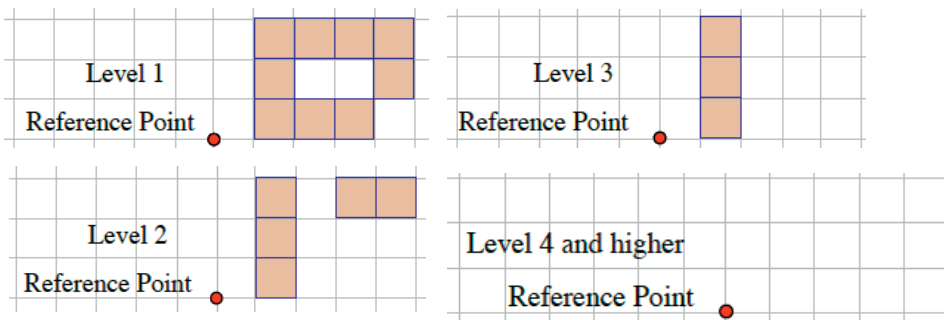 Level 1
Reference Point
Level 3
Reference Point
Level 2
Reference Point
Level 4 and higher
Reference Point